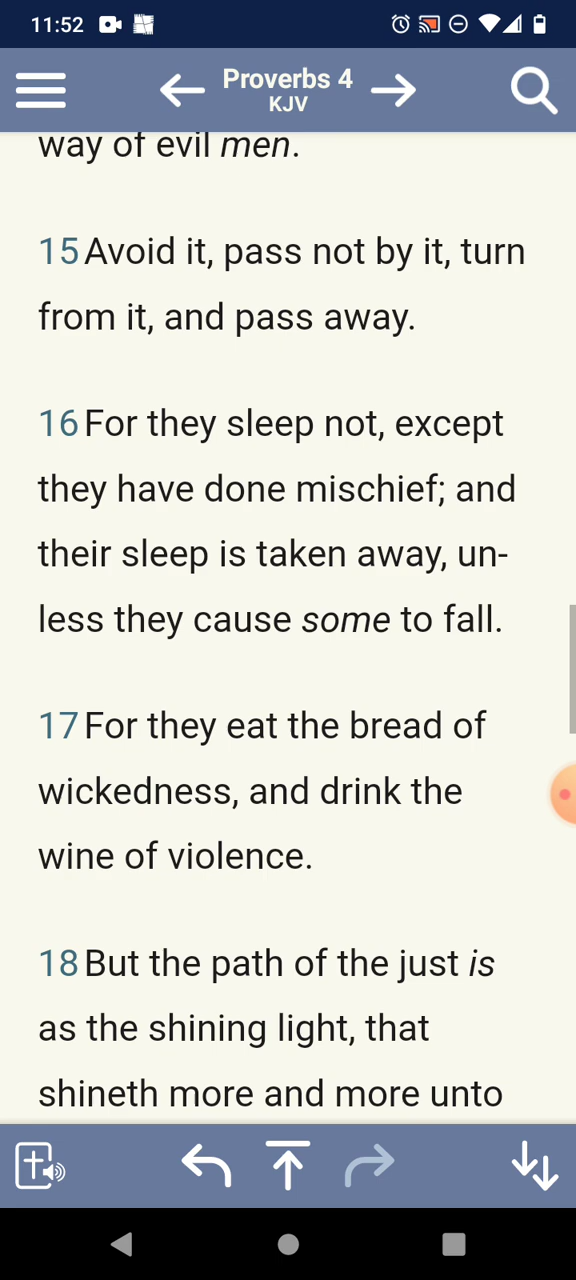 11:52
Proverbs 4
KJV
way of evil men.
15 Avoid it, pass not by it, turn
from it, and pass away.
16 For they sleep not, except
they have done mischief; and
their sleep is taken away, un-
less they cause some to fall.
17 For they eat the bread of
wickedness, and drink the
wine of violence.
18 But the path of the just is
as the shining light, that
shineth more and more unto